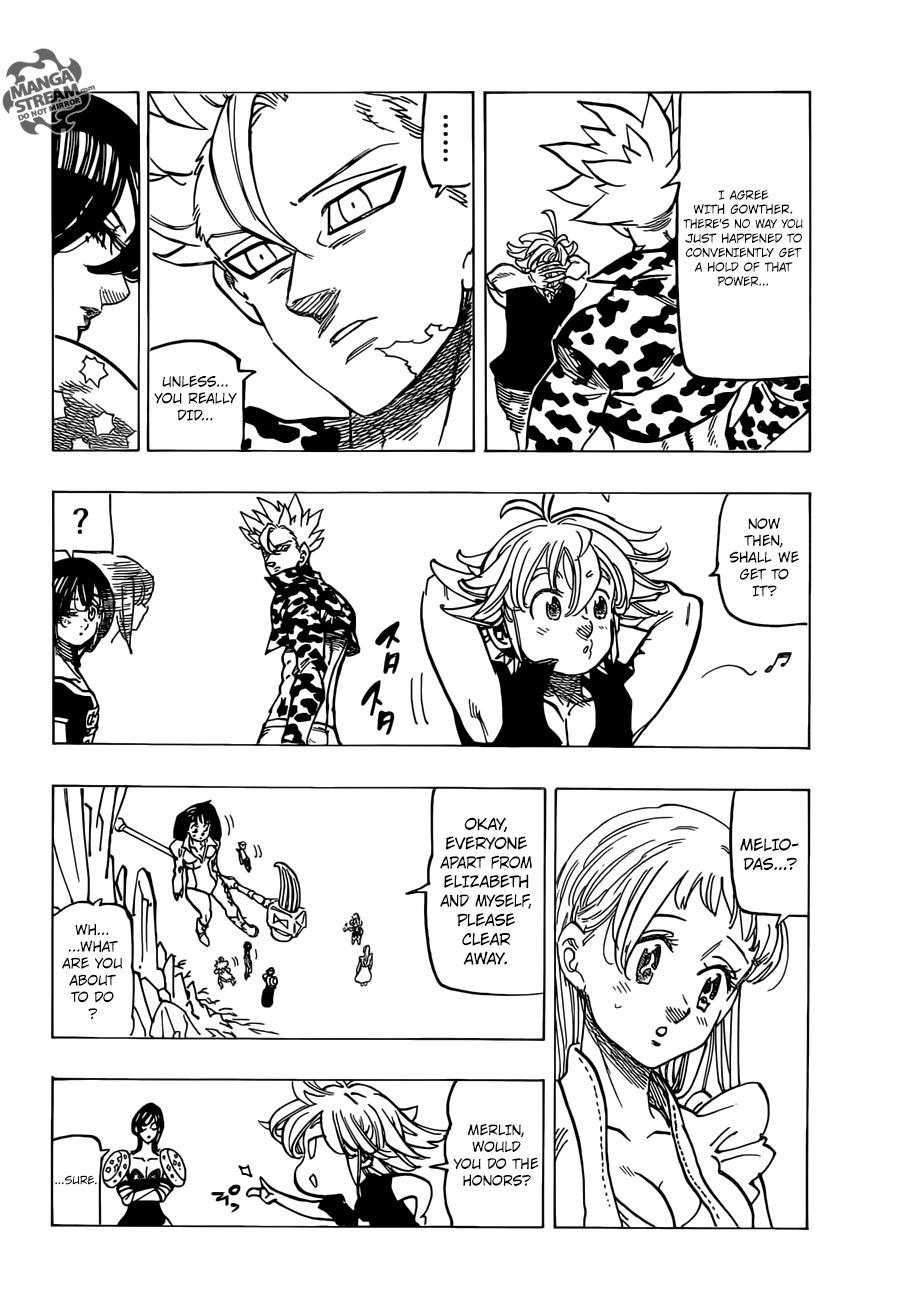 MANGA
STREAM.com
DO NOT MIRROR
I AGREE
WITH GOWTHER.
THERE'S NO WAY YOU
JUST HAPPENED TO
CONVENIENTLY GET
A HOLD OF THAT
POWER...
......
UNLESS...
YOU REALLY
DID...
NOW
THEN,
SHALL WE
GET TO
IT?
スタ
スタ
?
MELIO-
DAS...?
OKAY,
EVERYONE
APART FROM
ELIZABETH
AND MYSELF,
PLEASE
CLEAR
AWAY.
WH...
...WHAT
ARE YOU
ABOUT
TO DO
?
MERLIN,
WOULD
YOU DO THE
HONORS?
...SURE.